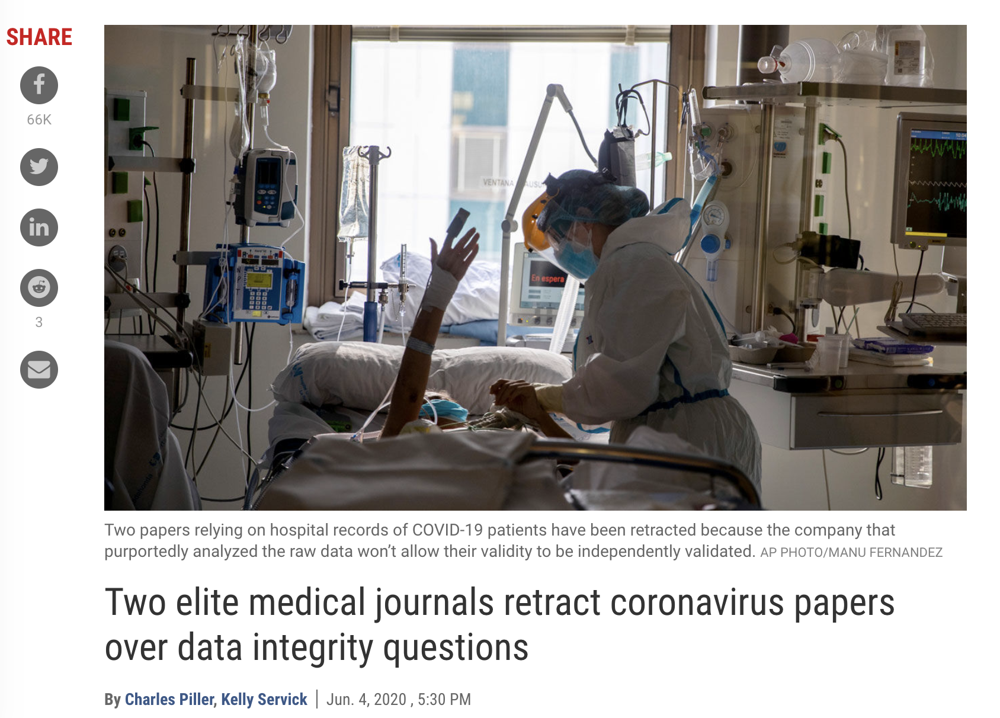 SHARE
66K
3
VENTANA
En espera
10:04
Two papers relying on hospital records of COVID-19 patients have been retracted because the company that
purportedly analyzed the raw data won’t allow their validity to be independently validated. AP PHOTO/MANU FERNANDEZ
Two elite medical journals retract coronavirus papers
over data integrity questions
By Charles Piller, Kelly Servick | Jun. 4, 2020 , 5:30 PM